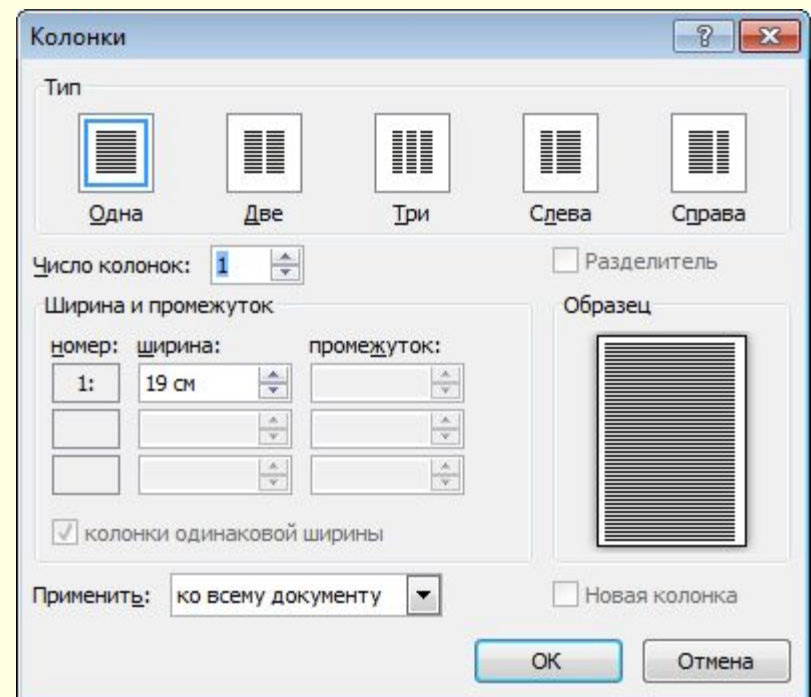 Колонки
Тип
Одна Две Три Слева Справа
Число колонок: 1 Разделитель
Ширина и промежуток Образец
номер: ширина: промежуток:
1: 19 см
колонки одинаковой ширины
Применить: ко всему документу Новая колонка
ОК Отмена